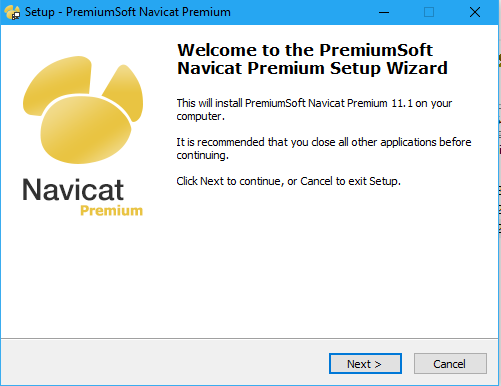 Setup - PremiumSoft Navicat Premium
Welcome to the PremiumSoft
Navicat Premium Setup Wizard
This will install PremiumSoft Navicat Premium 11.1 on your
computer.
It is recommended that you close all other applications before
continuing.
Click Next to continue, or Cancel to exit Setup.
Navicat
Premium
Next >
Cancel